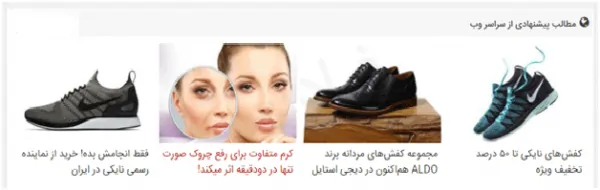 مطالب پیشنهادی از سراسر وب
کفش‌های نایکی تا ۵۰ درصد
تخفیف ویژه
مجموعه کفش‌های مردانه برند
ALDO هم‌اکنون در دیجی استایل
کرم متفاوت برای رفع چروک صورت
تنها در دودقیقه اثر میکند!
فقط انجامش بده! خرید از نماینده
رسمی نایکی در ایران